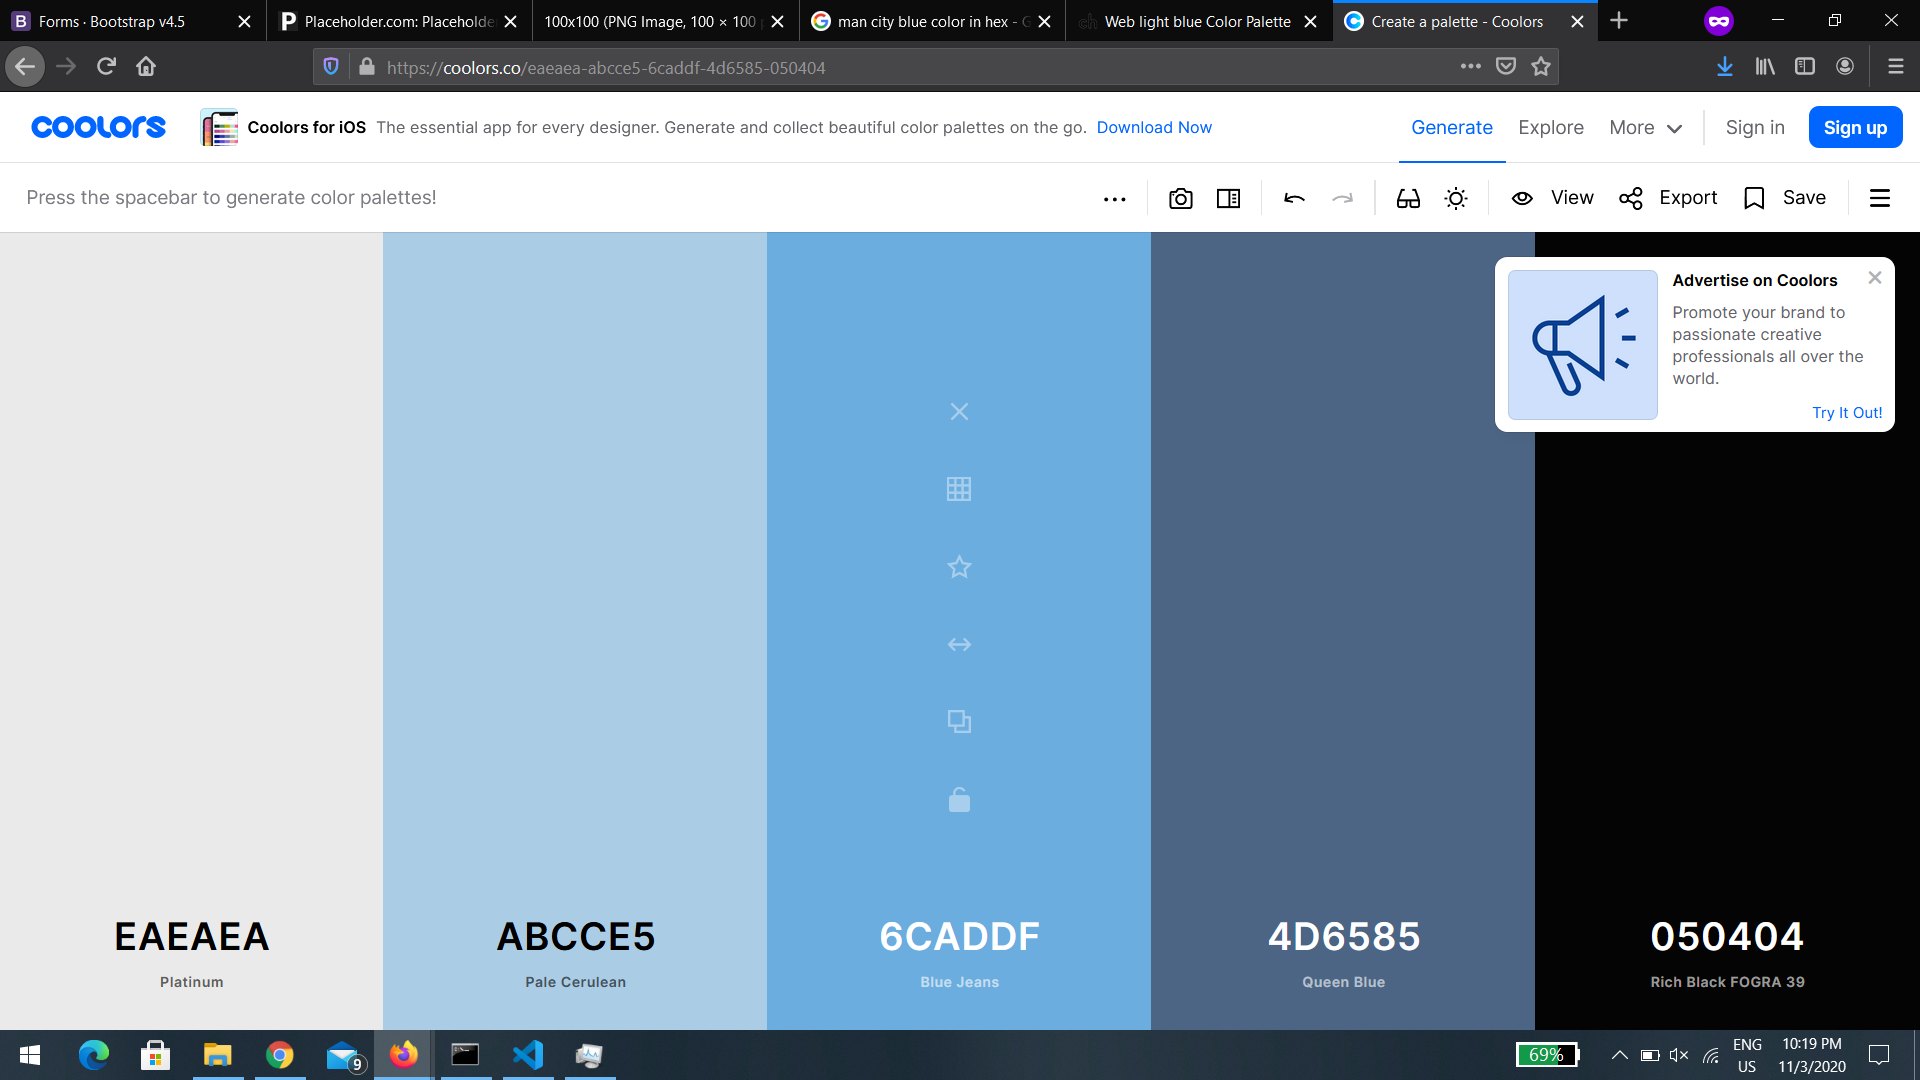 Forms · Bootstrap v4.5
Placeholder.com: Placeholde
100x100 (PNG Image, 100 × 100 p
man city blue color in hex - G
Web light blue Color Palette
Create a palette - Coolors
https://coolors.co/eaeaea-abcce5-6caddf-4d6585-050404
coolors
Coolors for iOS The essential app for every designer. Generate and collect beautiful color palettes on the go. Download Now
Generate
Explore
More
Sign in
Sign up
Press the spacebar to generate color palettes!
View
Export
Save
Advertise on Coolors
Promote your brand to
passionate creative
professionals all over the
world.
Try It Out!
EAEAEA
Platinum
ABCCE5
Pale Cerulean
6CADDF
Blue Jeans
4D6585
Queen Blue
050404
Rich Black FOGRA 39
9
69%
ENG
US
10:19 PM
11/3/2020